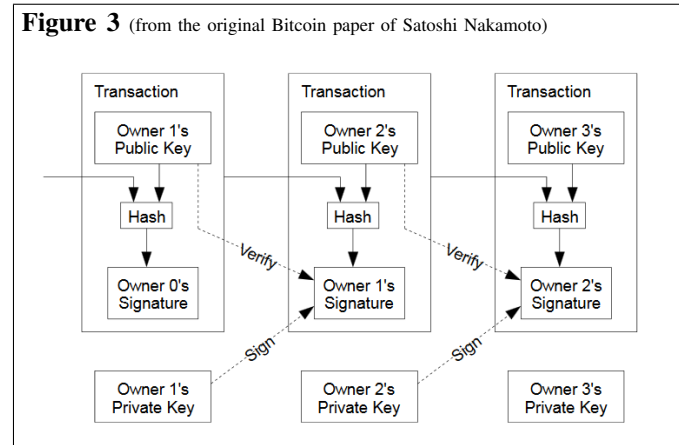 Figure 3 (from the original Bitcoin paper of Satoshi Nakamoto)
Transaction
Transaction
Transaction
Owner 1's
Public Key
Owner 2's
Public Key
Owner 3's
Public Key
Hash
Hash
Hash
Verify
Verify
Owner 0's
Signature
Owner 1's
Signature
Owner 2's
Signature
Sign
Sign
Owner 1's
Private Key
Owner 2's
Private Key
Owner 3's
Private Key